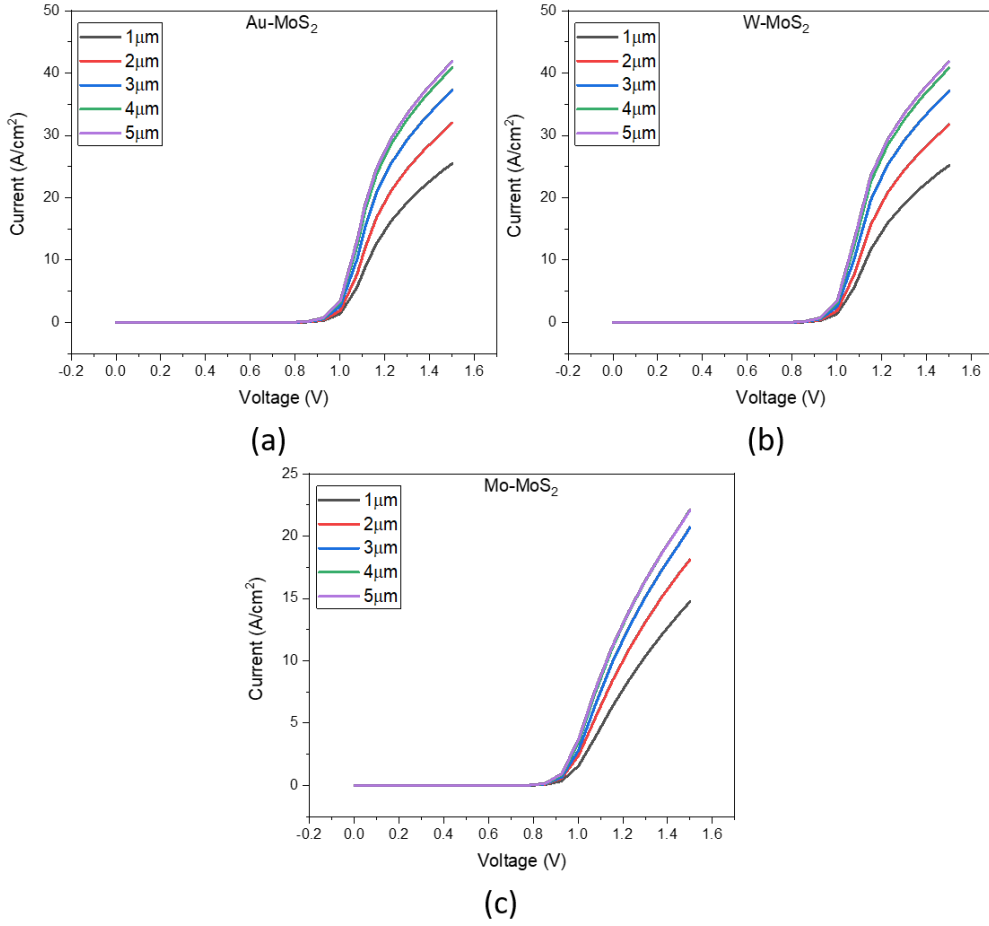 Au-MoS₂
1μm
2μm
3μm
4μm
5μm
50
40
30
20
10
0
-0.2 0.0 0.2 0.4 0.6 0.8 1.0 1.2 1.4 1.6
Current (A/cm²)
Voltage (V)
(a)
W-MoS₂
1μm
2μm
3μm
4μm
5μm
50
40
30
20
10
0
-0.2 0.0 0.2 0.4 0.6 0.8 1.0 1.2 1.4 1.6
Current (A/cm²)
Voltage (V)
(b)
Mo-MoS₂
1μm
2μm
3μm
4μm
5μm
25
20
15
10
5
0
-0.2 0.0 0.2 0.4 0.6 0.8 1.0 1.2 1.4 1.6
Current (A/cm²)
Voltage (V)
(c)